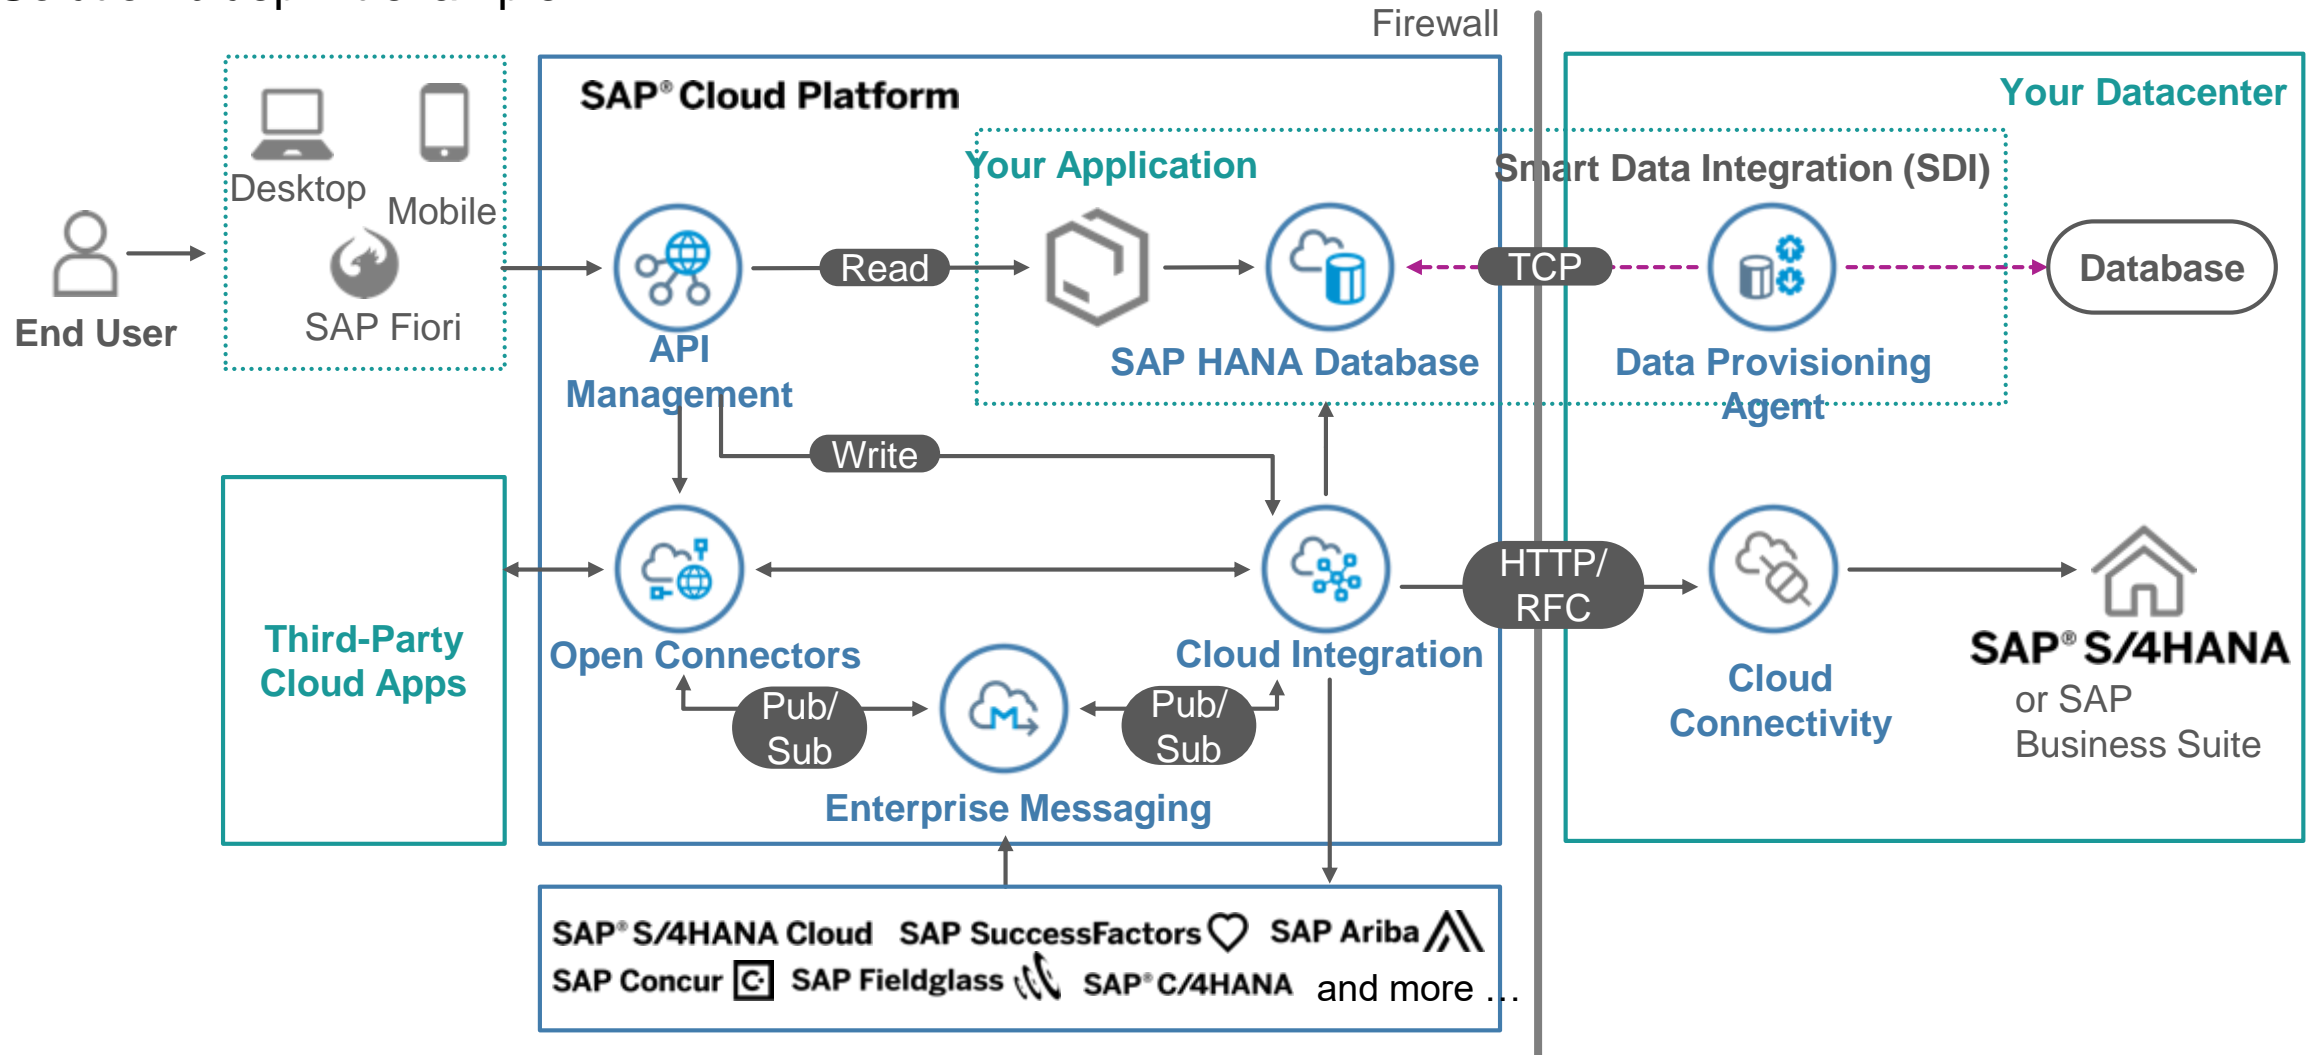 Firewall
SAP® Cloud Platform
Your Datacenter
Your Application
Smart Data Integration (SDI)
Desktop
Mobile
SAP Fiori
End User
Read
TCP
Database
API
Management
SAP HANA Database
Data Provisioning
Agent
Write
Third-Party
Cloud Apps
Open Connectors
Cloud Integration
HTTP/
RFC
Cloud
Connectivity
SAP® S/4HANA
or SAP
Business Suite
Pub/
Sub
Pub/
Sub
Enterprise Messaging
SAP® S/4HANA Cloud SAP SuccessFactors SAP Ariba
SAP Concur C. SAP Fieldglass SAP® C/4HANA and more …